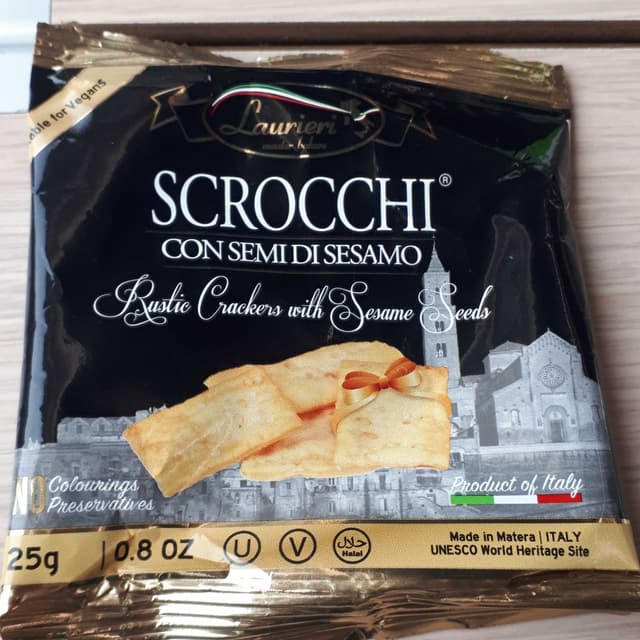 for Vegans
Laurieri
SCROCCHI®
CON SEMI DI SESAMO
Rustic Crackers with Sesame Seeds
NO Colourings
Preservatives
Product of Italy
25g | 0.8 OZ
U
V
حلال
Halal
Made in Matera | ITALY
UNESCO World Heritage Site